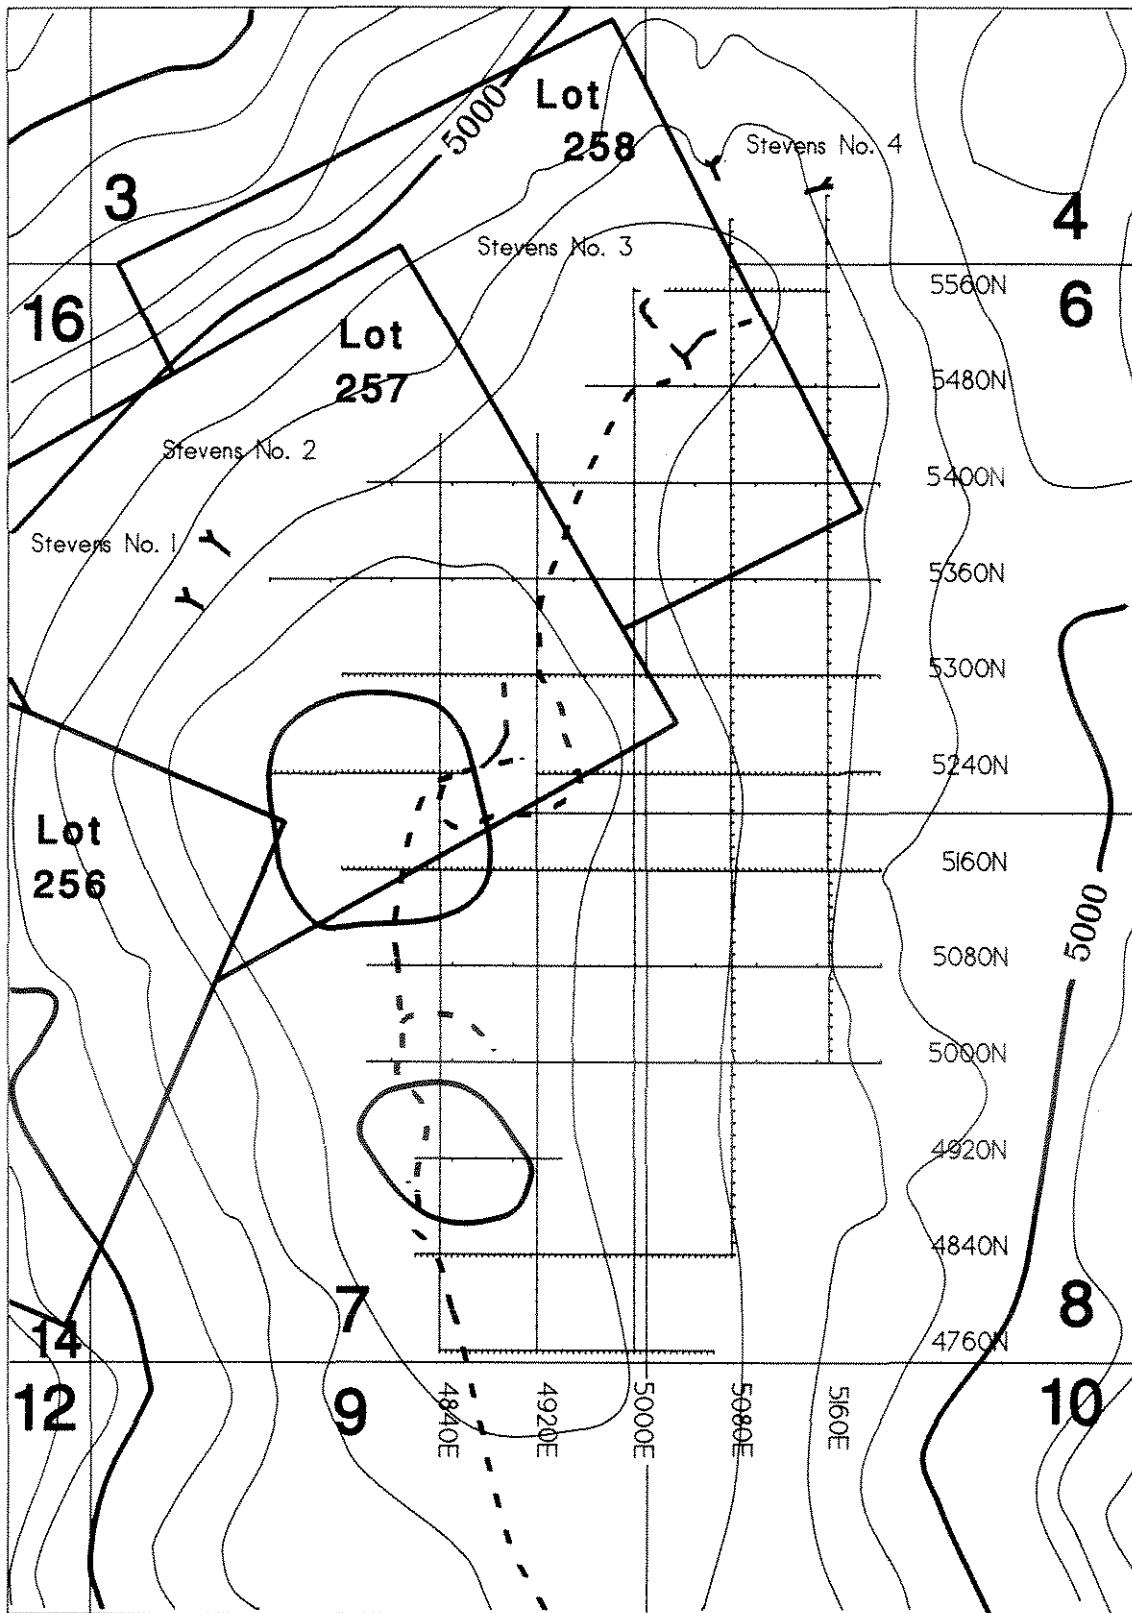 Lot
258
5000
Stevens No. 4
3
4
Stevens No. 3
5560N
16
6
Lot
257
5480N
Stevens No. 2
5400N
Stevens No. 1
5360N
5300N
5240N
Lot
256
5160N
5000
5080N
5000N
4920N
4840N
7
8
14
4760N
12
9
10
4840E
4920E
5000E
5080E
5160E